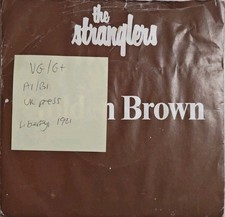 the
stranglers
VG/G+
A1/B1
UK press
Liberty 1981
n Brown